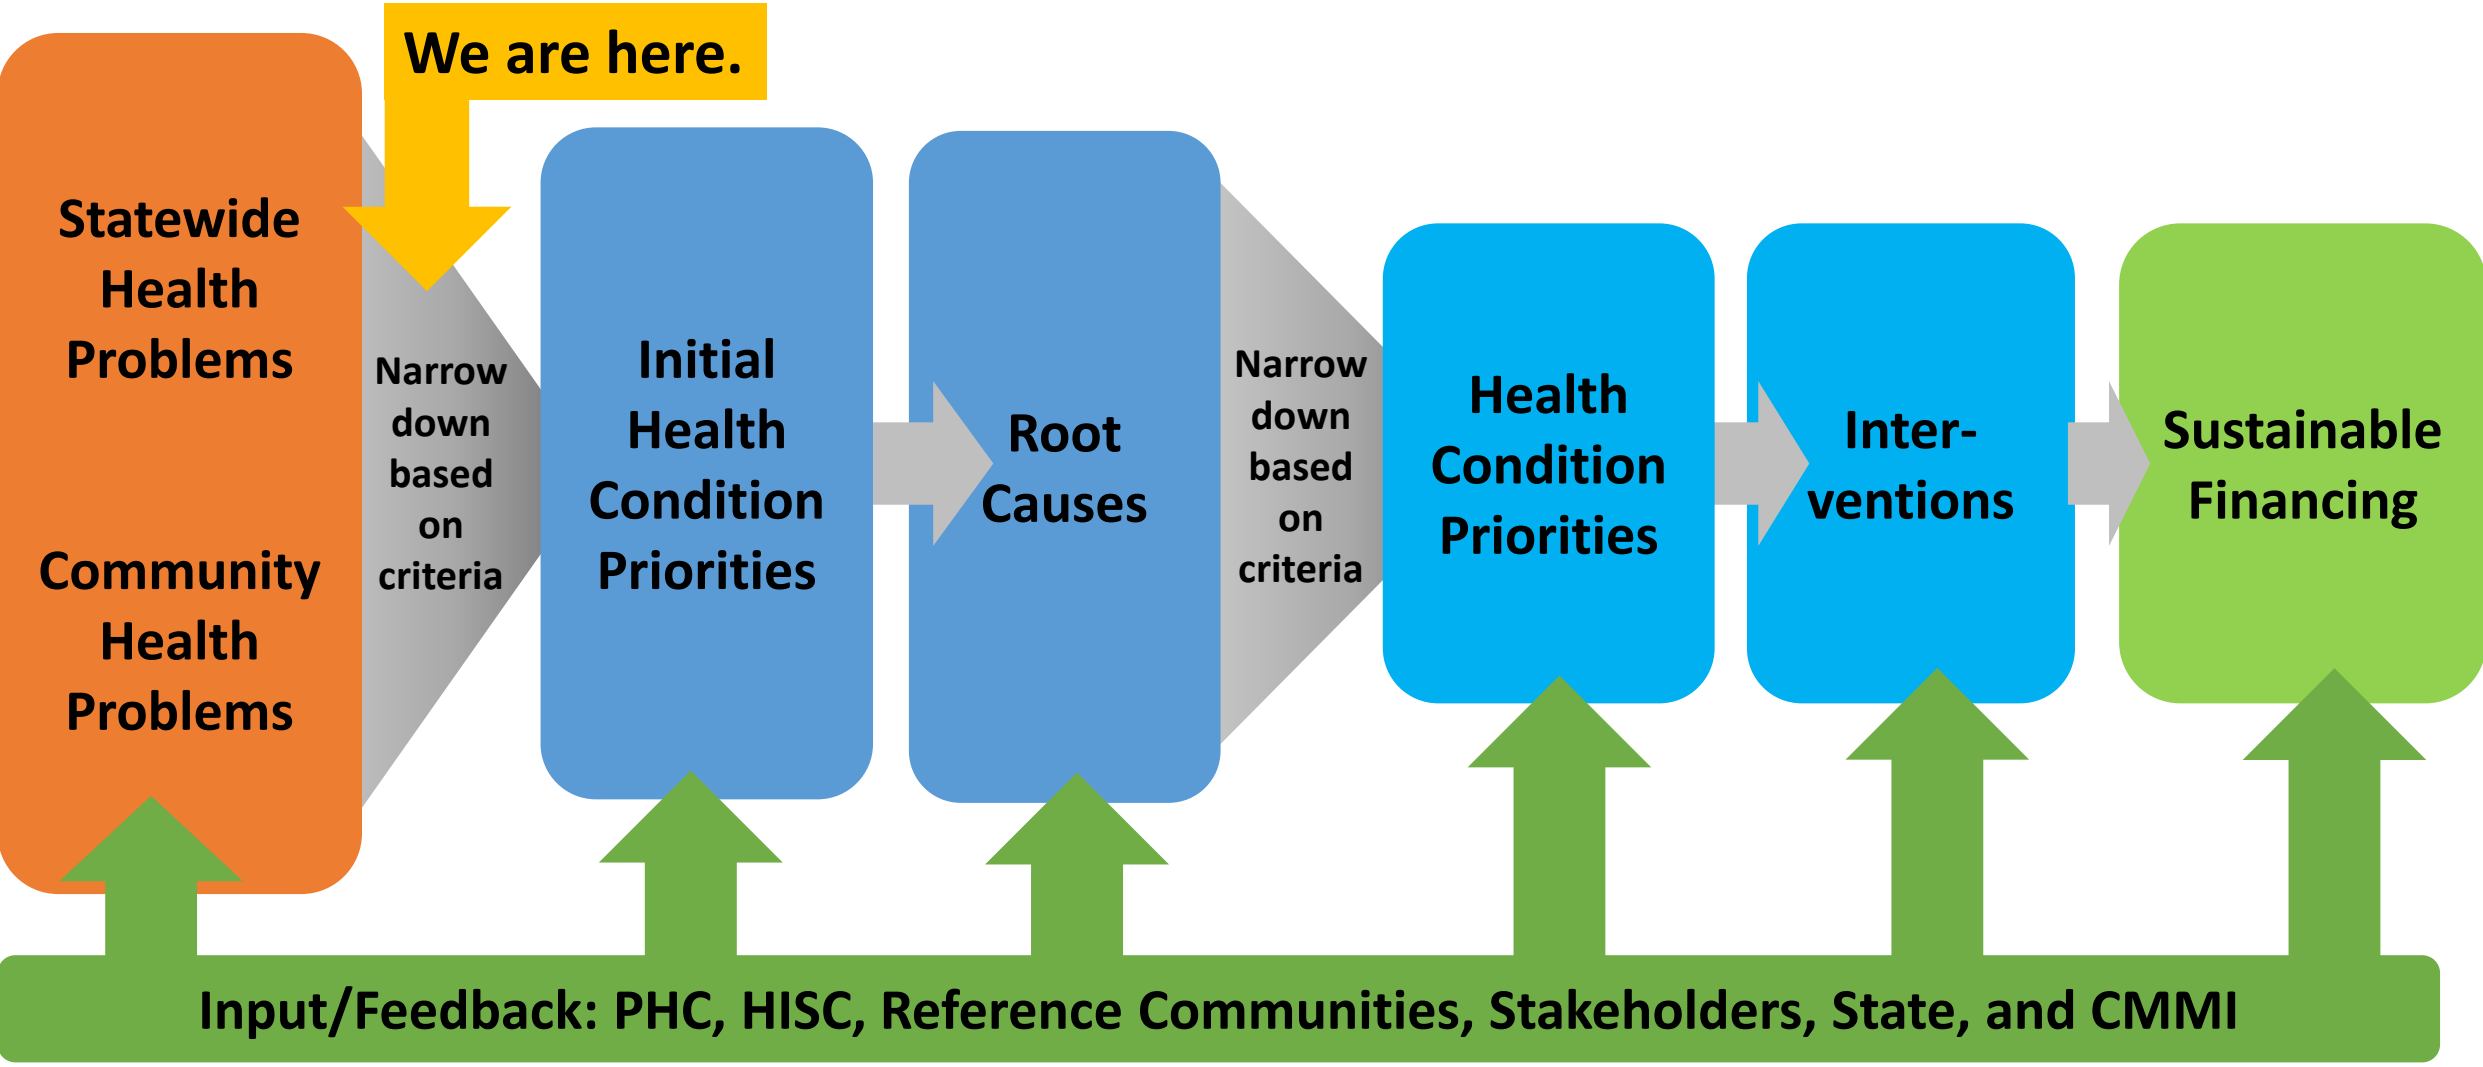 We are here.
Statewide
Health
Problems
Community
Health
Problems
Narrow
down
based
on
criteria
Initial
Health
Condition
Priorities
Root
Causes
Narrow
down
based
on
criteria
Health
Condition
Priorities
Inter-
ventions
Sustainable
Financing
Input/Feedback: PHC, HISC, Reference Communities, Stakeholders, State, and CMMI